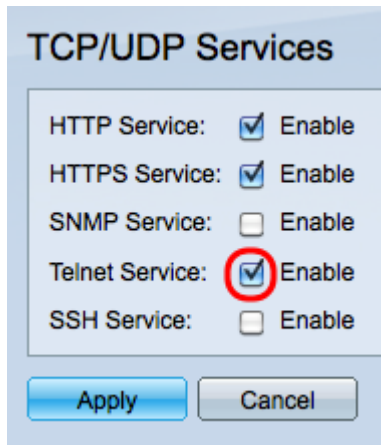 TCP/UDP Services
HTTP Service: Enable
HTTPS Service: Enable
SNMP Service: Enable
Telnet Service: Enable
SSH Service: Enable
Apply Cancel